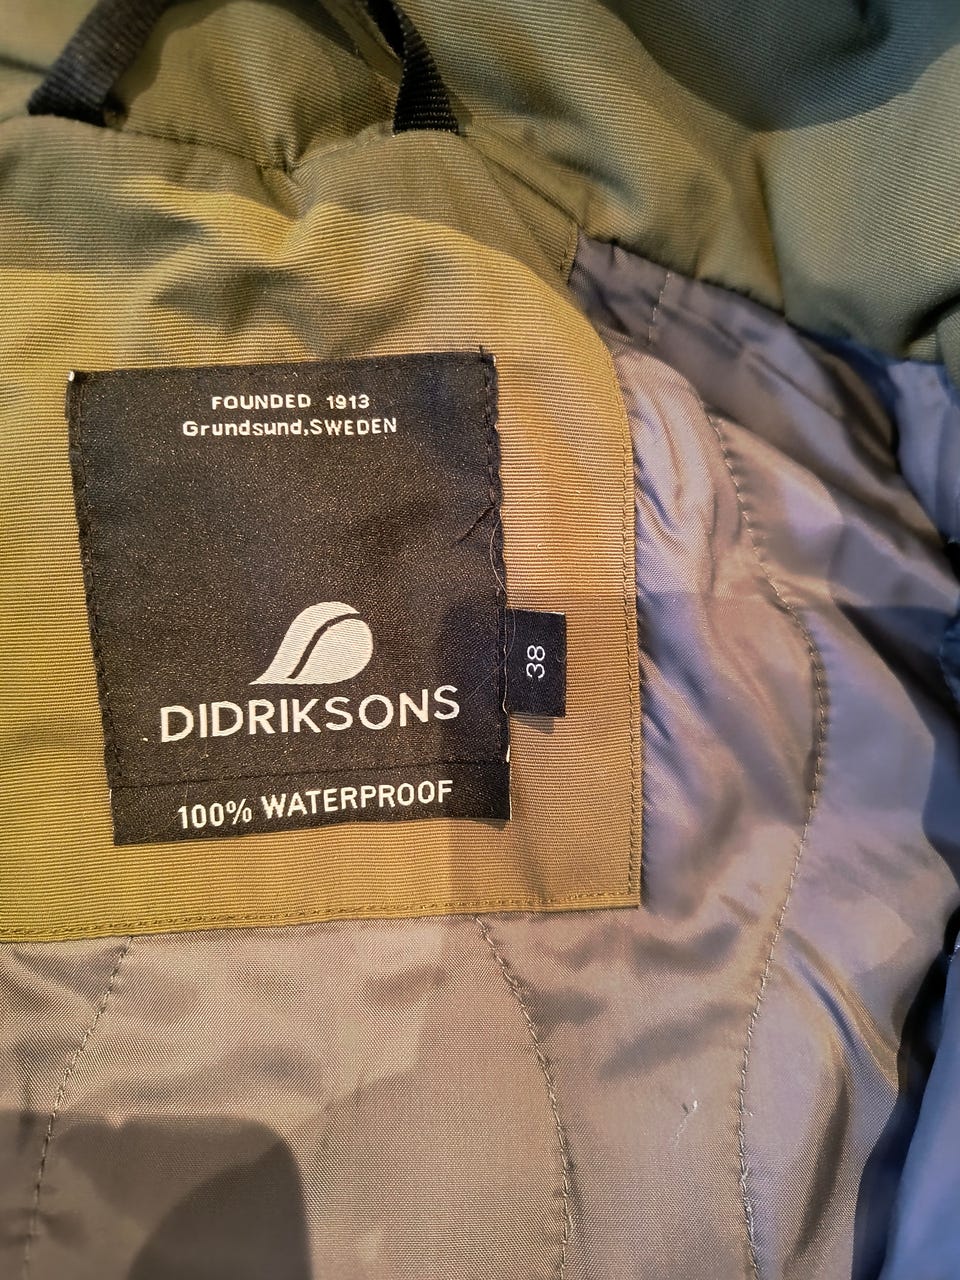 FOUNDED 1913
Grundsund,SWEDEN
DIDRIKSONS
38
100% WATERPROOF